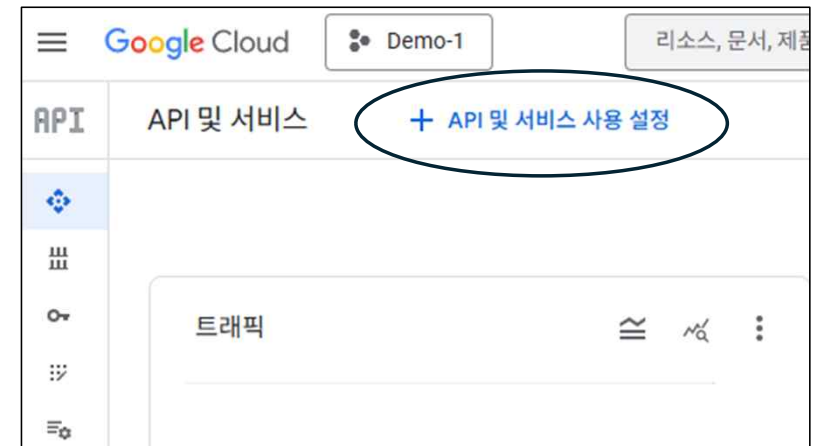 Google Cloud
Demo-1
리소스, 문서, 제품
API
API 및 서비스
+ API 및 서비스 사용 설정
트래픽